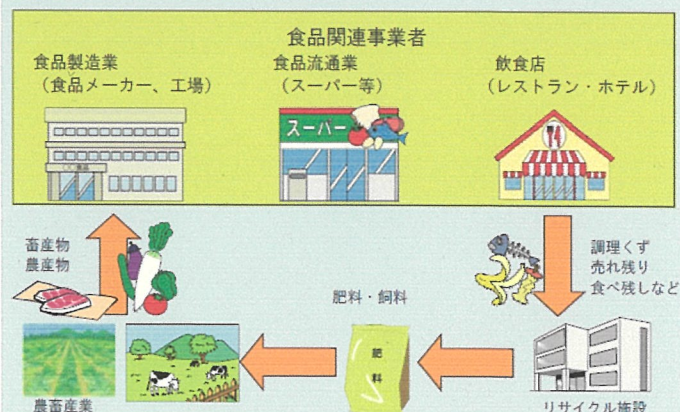 食品関連事業者
食品製造業
（食品メーカー、工場）
食品流通業
（スーパー等）
飲食店
（レストラン・ホテル）
スーパー
〇〇食品
畜産物
農産物
調理くず
売れ残り
食べ残しなど
肥料・飼料
肥
料
農畜産業
リサイクル施設